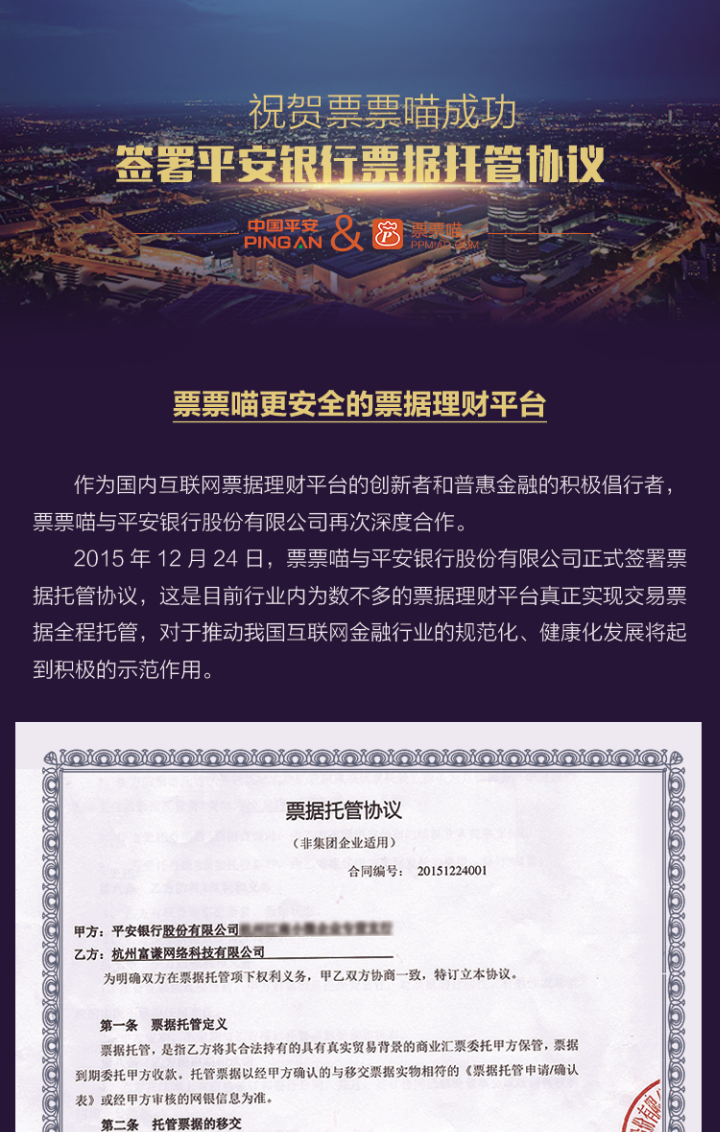 祝贺票票喵成功
签署平安银行票据托管协议
中国平安 & 票票喵
PINGAN PPMIAO.COM
票票喵更安全的票据理财平台
作为国内互联网票据理财平台的创新者和普惠金融的积极倡行者，
票票喵与平安银行股份有限公司再次深度合作。
2015 年 12 月 24 日，票票喵与平安银行股份有限公司正式签署票
据托管协议，这是目前行业内为数不多的票据理财平台真正实现交易票
据全程托管，对于推动我国互联网金融行业的规范化、健康化发展将起
到积极的示范作用。
票据托管协议
（非集团企业适用）
合同编号： 20151224001
甲方：平安银行股份有限公司
乙方：杭州富谦网络科技有限公司
为明确双方在票据托管项下权利义务，甲乙双方协商一致，特订立本协议。
第一条 票据托管定义
票据托管，是指乙方将其合法持有的具有真实贸易背景的商业汇票委托甲方保管，票据
到期委托甲方收款。托管票据以经甲方确认的与移交票据实物相符的《票据托管申请/确认
表》或经甲方审核的网银信息为准。
第二条 托管票据的移交